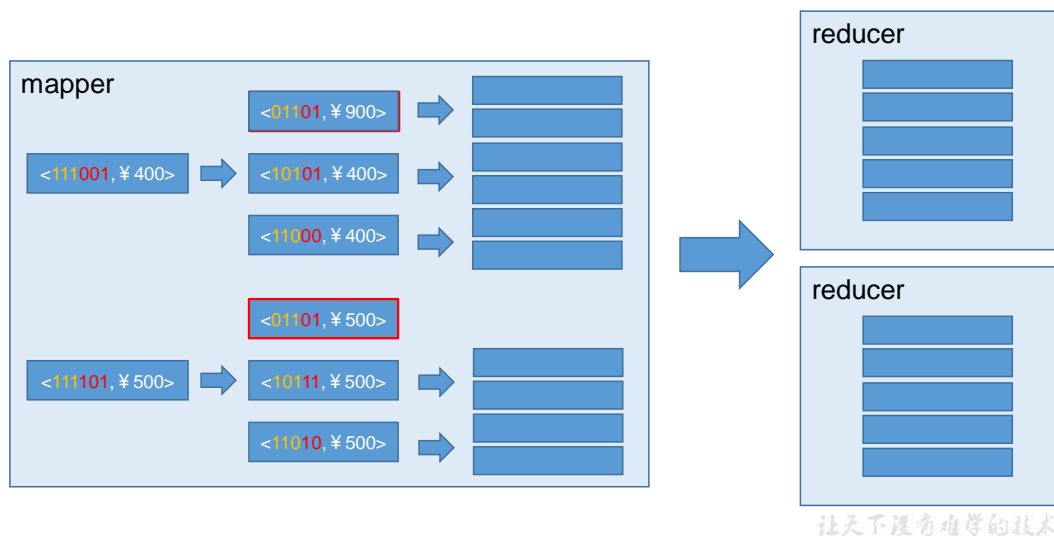 reducer
mapper
<01101, ¥ 900>
<111001, ¥ 400>
<10101, ¥ 400>
<11000, ¥ 400>
reducer
<01101, ¥ 500>
<111101, ¥ 500>
<10111, ¥ 500>
<11010, ¥ 500>
让天下没有难学的技术